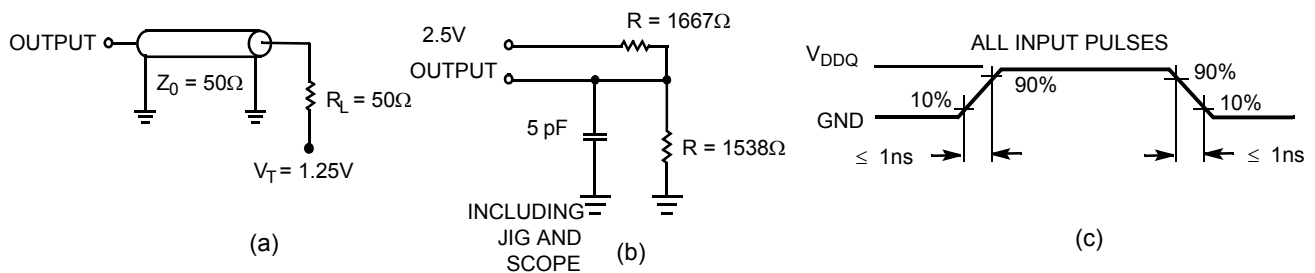 OUTPUT
Z0 = 50Ω
RL = 50Ω
VT = 1.25V
(a)
R = 1667Ω
2.5V
OUTPUT
5 pF
R = 1538Ω
INCLUDING
JIG AND
SCOPE
(b)
ALL INPUT PULSES
VDDQ
GND
10%
90%
90%
10%
≤ 1ns
≤ 1ns
(c)